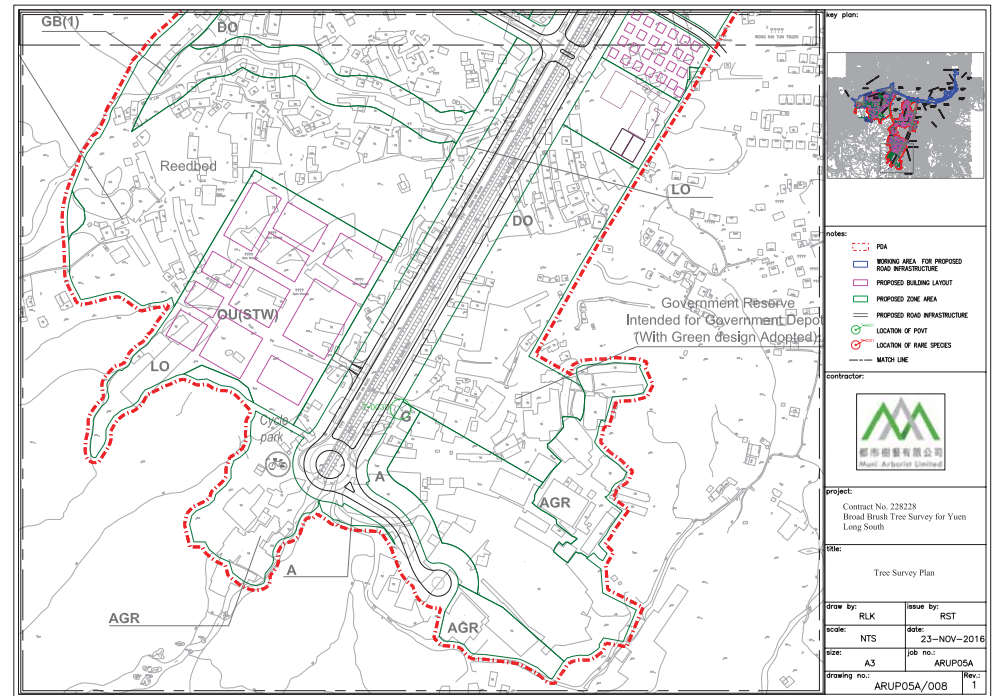 GB(1)
DO
Reedbed
LO
DO
OU(STW)
Government Reserve
Intended for Government Depot
(With Green design Adopted)
LO
Cycle
park
G
A
AGR
A
AGR
AGR
key plan:
notes:
PDA
WORKING AREA FOR PROPOSED
ROAD INFRASTRUCTURE
PROPOSED BUILDING LAYOUT
PROPOSED ZONE AREA
PROPOSED ROAD INFRASTRUCTURE
LOCATION OF POVT
LOCATION OF RARE SPECIES
MATCH LINE
contractor:
都市樹藝有限公司
Muni Arborist Limited
project:
Contract No. 228228
Broad Brush Tree Survey for Yuen
Long South
title:
Tree Survey Plan
draw by:
RLK
issue by:
RST
scale:
NTS
date:
23-NOV-2016
size:
A3
job no.:
ARUP05A
drawing no.:
ARUP05A/008
Rev.:
1